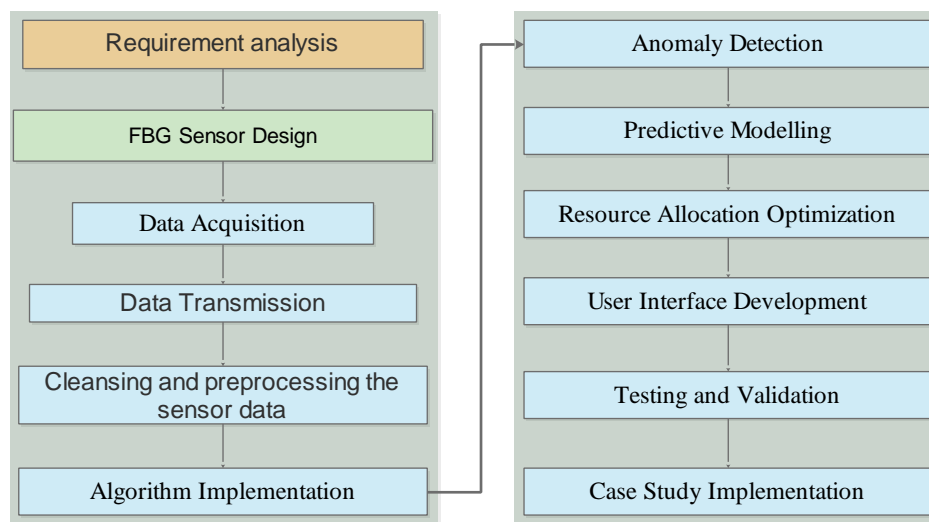 Requirement analysis
FBG Sensor Design
Data Acquisition
Data Transmission
Cleansing and preprocessing the
sensor data
Algorithm Implementation
Anomaly Detection
Predictive Modelling
Resource Allocation Optimization
User Interface Development
Testing and Validation
Case Study Implementation